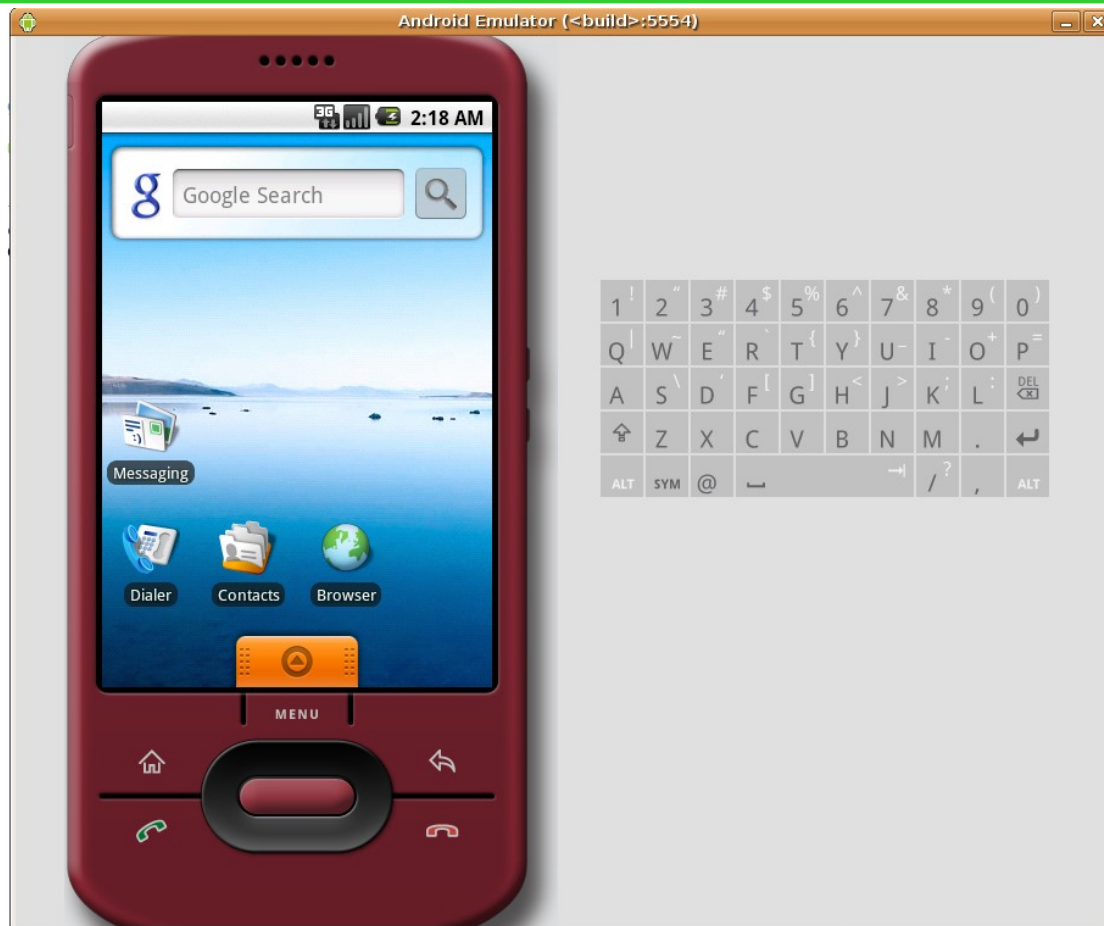 Android Emulator (<build>:5554)
3G 2:18 AM
g Google Search
Messaging
Dialer Contacts Browser
MENU
1 ! 2 “ 3 # 4 $ 5 % 6 ^ 7 & 8 * 9 ( 0 )
Q | W ~ E “ R ` T { Y } U _ I - O + P =
A S \ D ´ F [ G ] H < J > K ; L : DEL
Z X C V B N M .
ALT SYM @ / ? , ALT